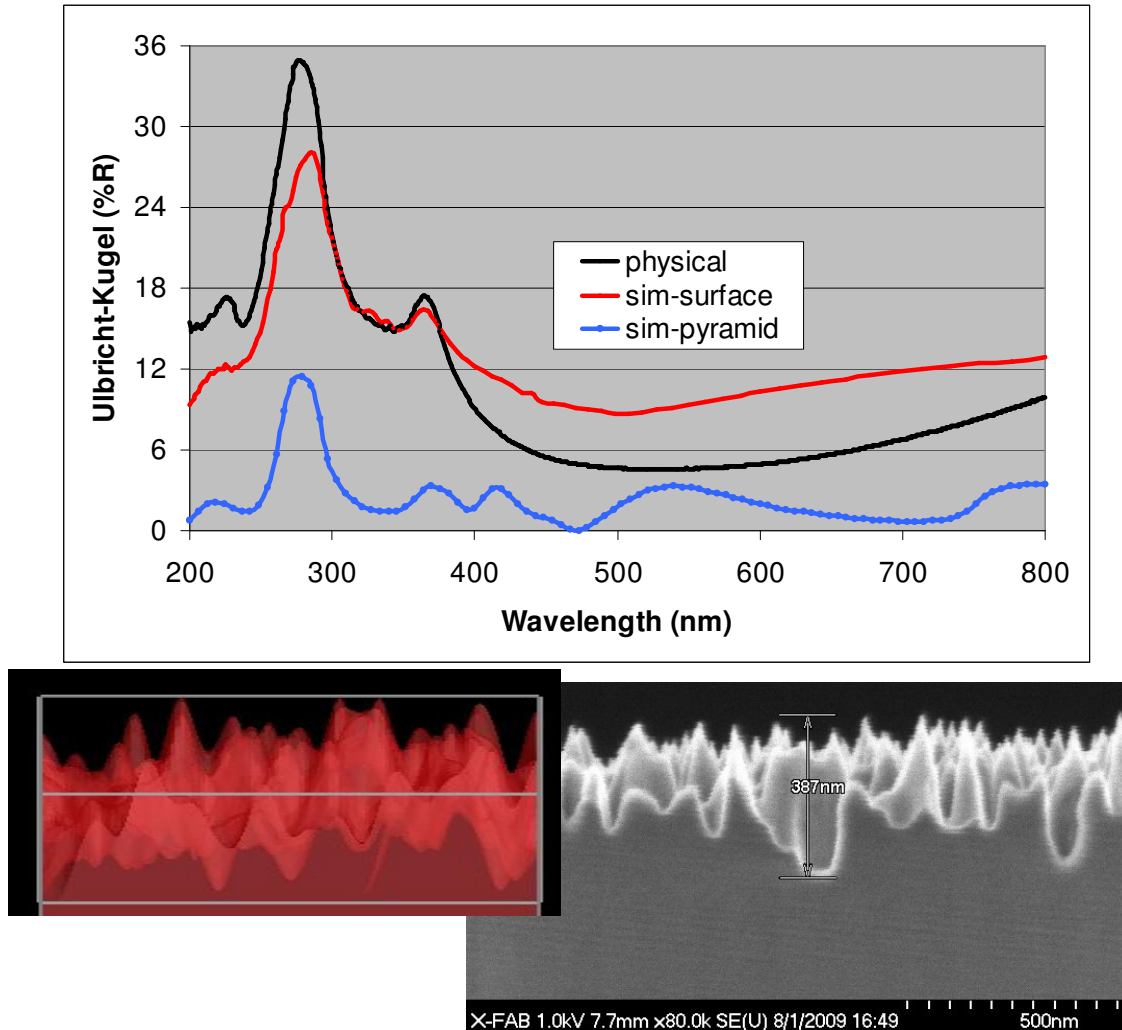 36
30
24
18
12
6
0
Ulbricht-Kugel (%R)
physical
sim-surface
sim-pyramid
200 300 400 500 600 700 800
Wavelength (nm)
387nm
X-FAB 1.0kV 7.7mm x80.0k SE(U) 8/1/2009 16:49 500nm